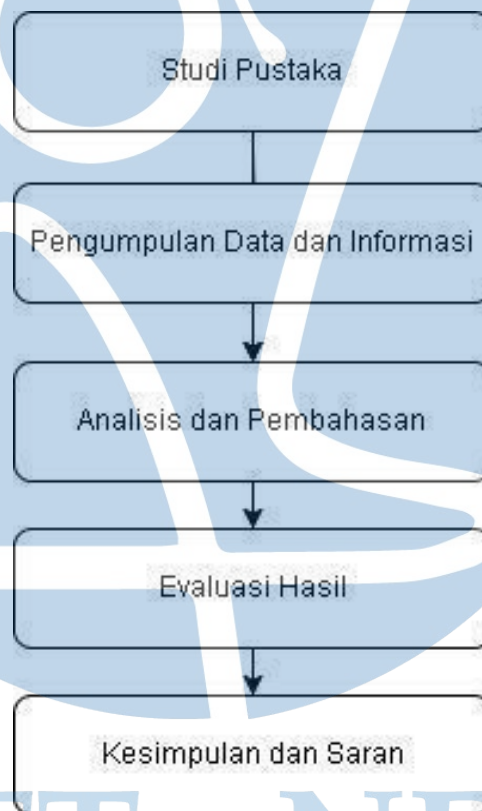 Studi Pustaka
Pengumpulan Data dan Informasi
Analisis dan Pembahasan
Evaluasi Hasil
Kesimpulan dan Saran